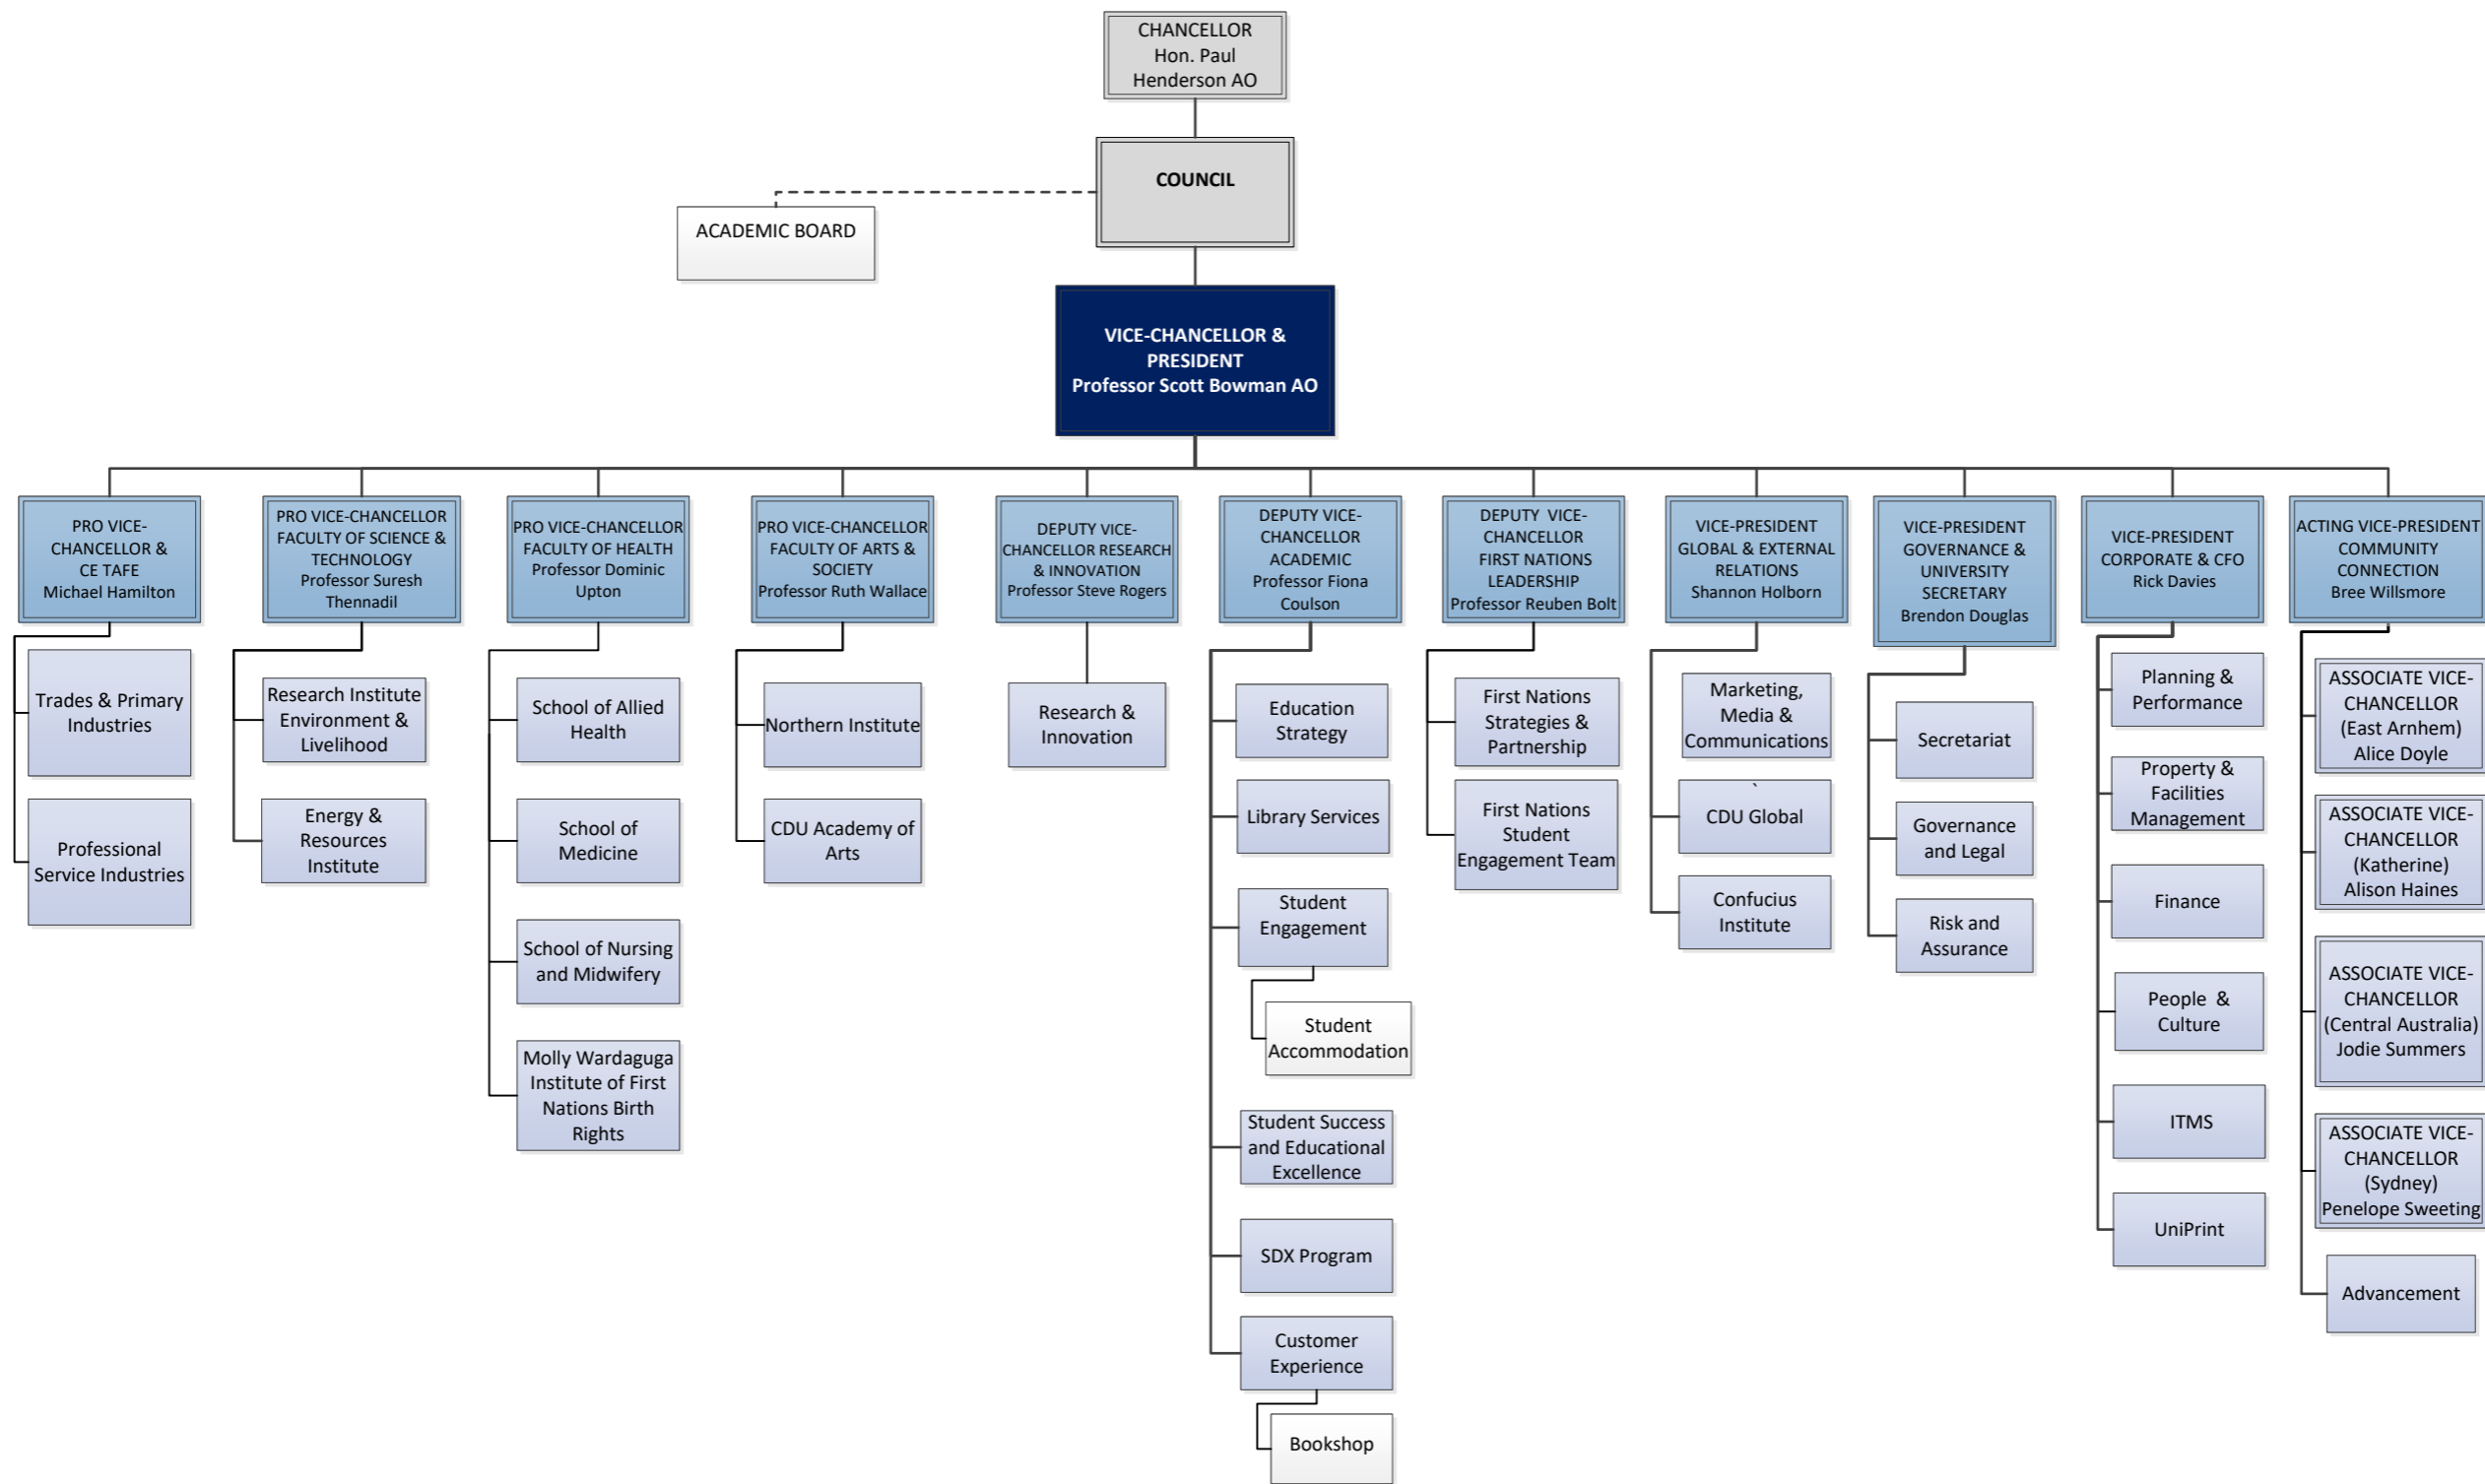 CHANCELLOR
Hon. Paul
Henderson AO
COUNCIL
ACADEMIC BOARD
VICE-CHANCELLOR &
PRESIDENT
Professor Scott Bowman AO
PRO VICE-
CHANCELLOR &
CE TAFE
Michael Hamilton
Trades & Primary
Industries
Professional
Service Industries
PRO VICE-CHANCELLOR
FACULTY OF SCIENCE &
TECHNOLOGY
Professor Suresh
Thennadil
Research Institute
Environment &
Livelihood
Energy &
Resources
Institute
PRO VICE-CHANCELLOR
FACULTY OF HEALTH
Professor Dominic
Upton
School of Allied
Health
School of
Medicine
School of Nursing
and Midwifery
Molly Wardaguga
Institute of First
Nations Birth
Rights
PRO VICE-CHANCELLOR
FACULTY OF ARTS &
SOCIETY
Professor Ruth Wallace
Northern Institute
CDU Academy of
Arts
DEPUTY VICE-
CHANCELLOR RESEARCH
& INNOVATION
Professor Steve Rogers
Research &
Innovation
DEPUTY VICE-
CHANCELLOR
ACADEMIC
Professor Fiona
Coulson
Education
Strategy
Library Services
Student
Engagement
Student
Accommodation
Student Success
and Educational
Excellence
SDX Program
Customer
Experience
Bookshop
DEPUTY  VICE-
CHANCELLOR
FIRST NATIONS
LEADERSHIP
Professor Reuben Bolt
First Nations
Strategies &
Partnership
First Nations
Student
Engagement Team
VICE-PRESIDENT
GLOBAL & EXTERNAL
RELATIONS
Shannon Holborn
Marketing,
Media &
Communications
`
CDU Global
Confucius
Institute
VICE-PRESIDENT
GOVERNANCE &
UNIVERSITY
SECRETARY
Brendon Douglas
Secretariat
Governance
and Legal
Risk and
Assurance
VICE-PRESIDENT
CORPORATE & CFO
Rick Davies
Planning &
Performance
Property &
Facilities
Management
Finance
People  &
Culture
ITMS
UniPrint
ACTING VICE-PRESIDENT
COMMUNITY
CONNECTION
Bree Willsmore
ASSOCIATE VICE-
CHANCELLOR
(East Arnhem)
Alice Doyle
ASSOCIATE VICE-
CHANCELLOR
(Katherine)
Alison Haines
ASSOCIATE VICE-
CHANCELLOR
(Central Australia)
Jodie Summers
ASSOCIATE VICE-
CHANCELLOR
(Sydney)
Penelope Sweeting
Advancement